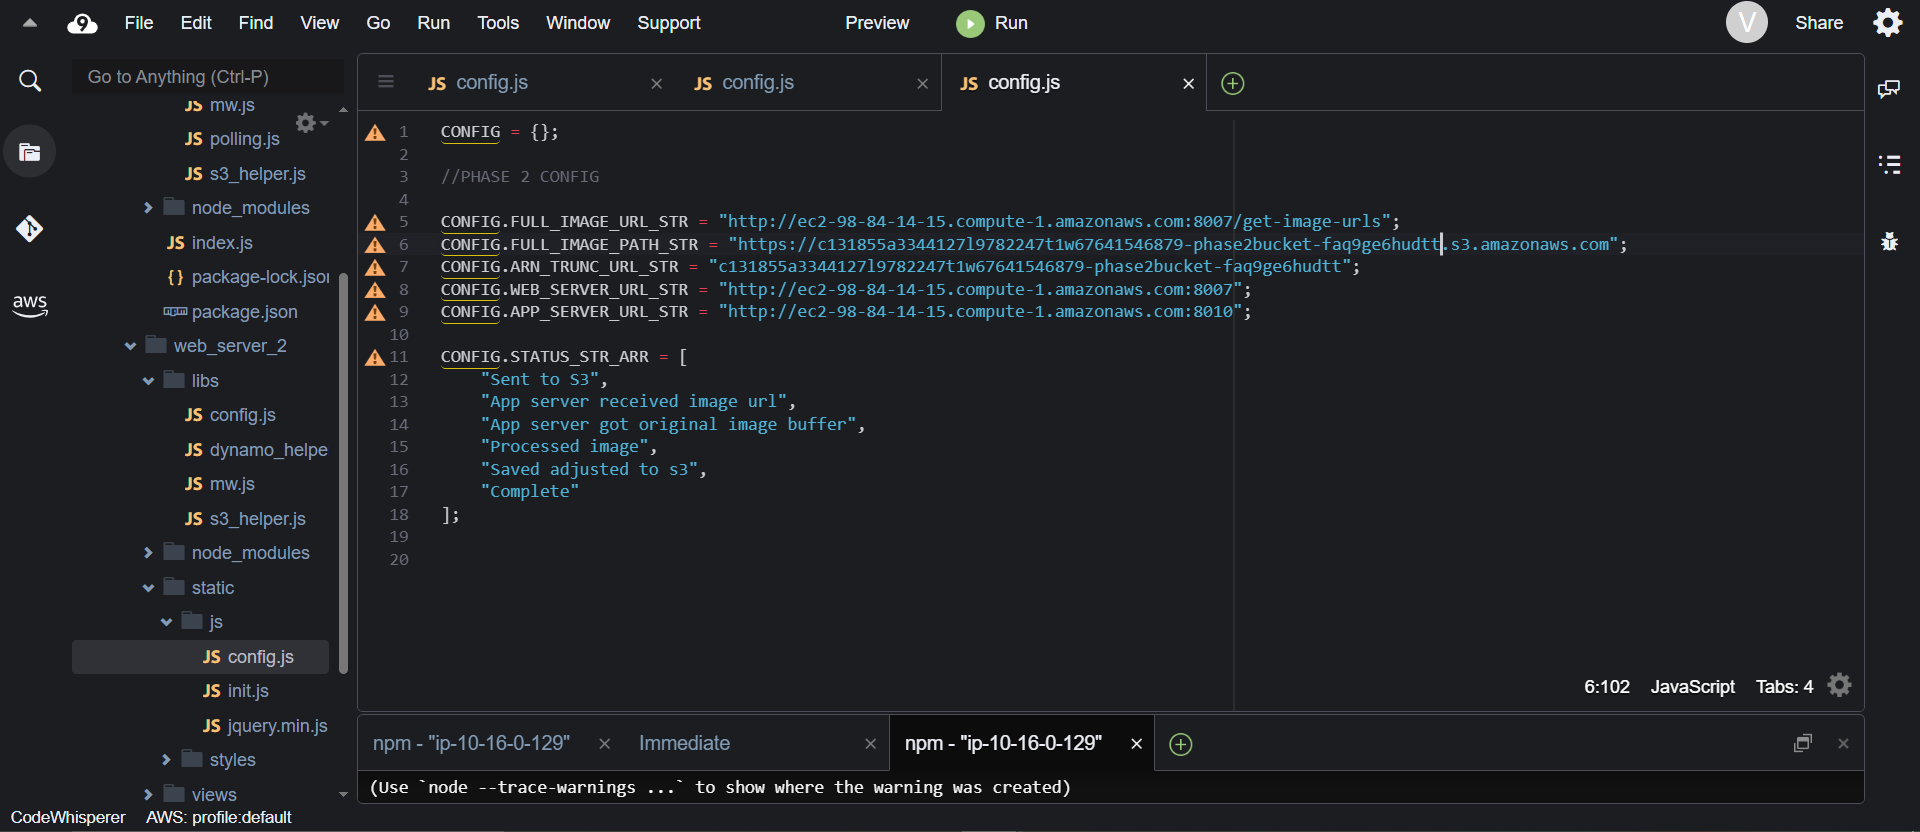 9 File Edit Find View Go Run Tools Window Support Preview Run V Share
Go to Anything (Ctrl-P)
JS mw.js
JS polling.js
JS s3_helper.js
node_modules
JS index.js
{} package-lock.json
npm package.json
web_server_2
libs
JS config.js
JS dynamo_helpe
JS mw.js
JS s3_helper.js
node_modules
static
js
JS config.js
JS init.js
JS jquery.min.js
styles
views
aws
JS config.js × JS config.js × JS config.js ×
1 CONFIG = {};
2
3 //PHASE 2 CONFIG
4
5 CONFIG.FULL_IMAGE_URL_STR = "http://ec2-98-84-14-15.compute-1.amazonaws.com:8007/get-image-urls";
6 CONFIG.FULL_IMAGE_PATH_STR = "https://c131855a3344127l9782247t1w67641546879-phase2bucket-faq9ge6hudtt.s3.amazonaws.com";
7 CONFIG.ARN_TRUNC_URL_STR = "c131855a3344127l9782247t1w67641546879-phase2bucket-faq9ge6hudtt";
8 CONFIG.WEB_SERVER_URL_STR = "http://ec2-98-84-14-15.compute-1.amazonaws.com:8007";
9 CONFIG.APP_SERVER_URL_STR = "http://ec2-98-84-14-15.compute-1.amazonaws.com:8010";
10
11 CONFIG.STATUS_STR_ARR = [
12 "Sent to S3",
13 "App server received image url",
14 "App server got original image buffer",
15 "Processed image",
16 "Saved adjusted to s3",
17 "Complete"
18 ];
19
20
6:102 JavaScript Tabs: 4
npm - "ip-10-16-0-129" × Immediate × npm - "ip-10-16-0-129" ×
(Use `node --trace-warnings ...` to show where the warning was created)
CodeWhisperer AWS: profile:default